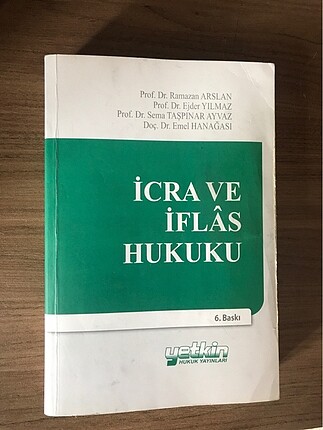 Prof. Dr. Ramazan ARSLAN
Prof. Dr. Ejder YILMAZ
Prof. Dr. Sema TAŞPINAR AYVAZ
Doç. Dr. Emel HANAĞASI
İCRA VE
İFLÂS
HUKUKU
6. Baskı
yetkin
HUKUK YAYINLARI